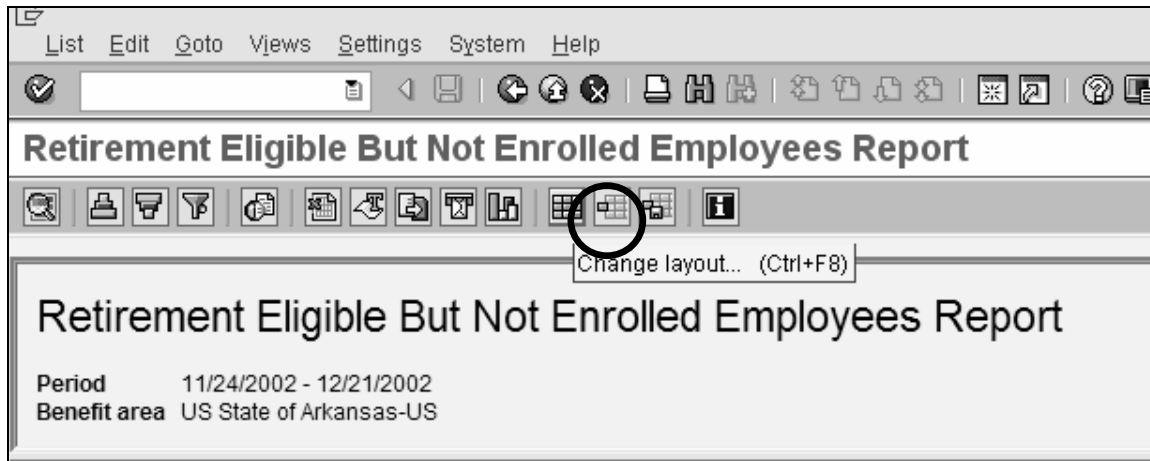 List Edit Goto Views Settings System Help
Retirement Eligible But Not Enrolled Employees Report
Change layout... (Ctrl+F8)
Retirement Eligible But Not Enrolled Employees Report
Period 11/24/2002 - 12/21/2002
Benefit area US State of Arkansas-US